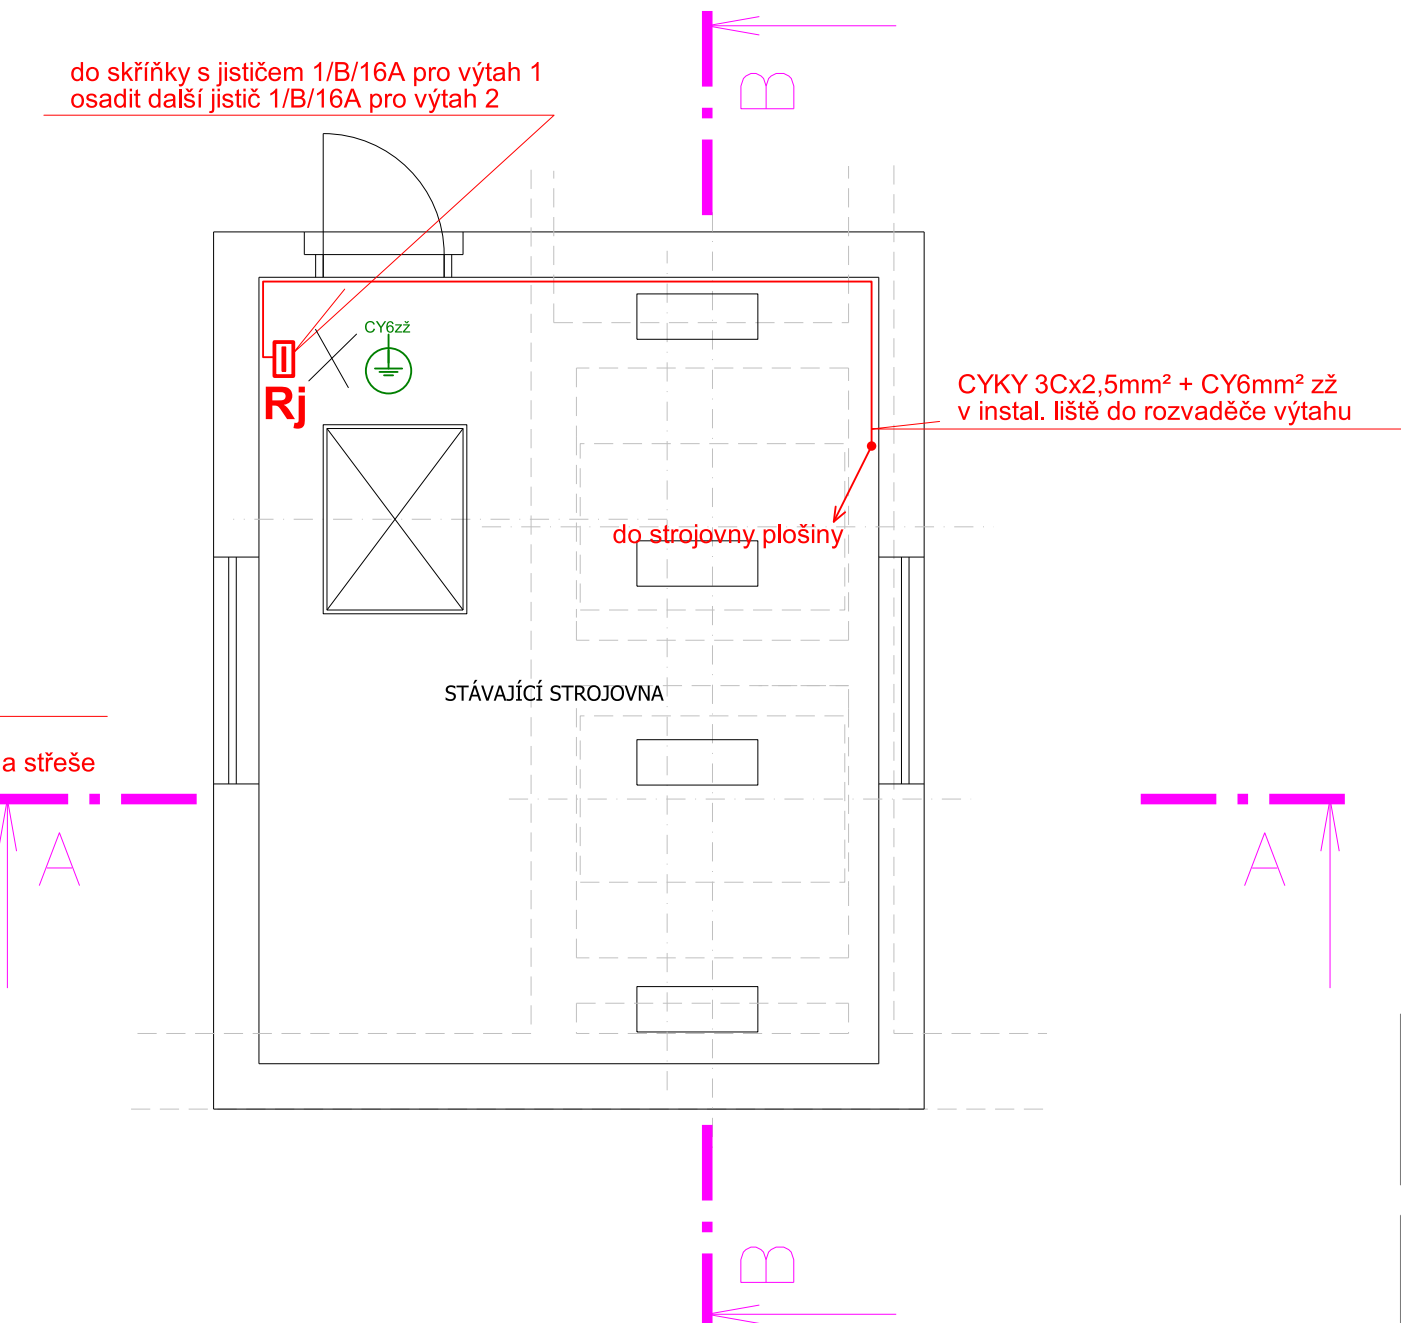 B
do skříňky s jističem 1/B/16A pro výtah 1
osadit další jistič 1/B/16A pro výtah 2
CY6zž
Rj
CYKY 3Cx2,5mm² + CY6mm² zž
v instal. liště do rozvaděče výtahu
do strojovny plošiny
STÁVAJÍCÍ STROJOVNA
a střeše
A
A
B